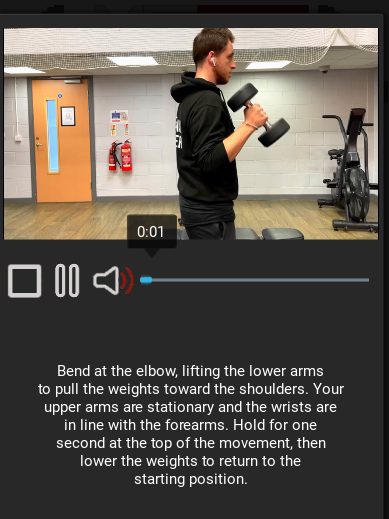 0:01
Bend at the elbow, lifting the lower arms
to pull the weights toward the shoulders. Your
upper arms are stationary and the wrists are
in line with the forearms. Hold for one
second at the top of the movement, then
lower the weights to return to the
starting position.